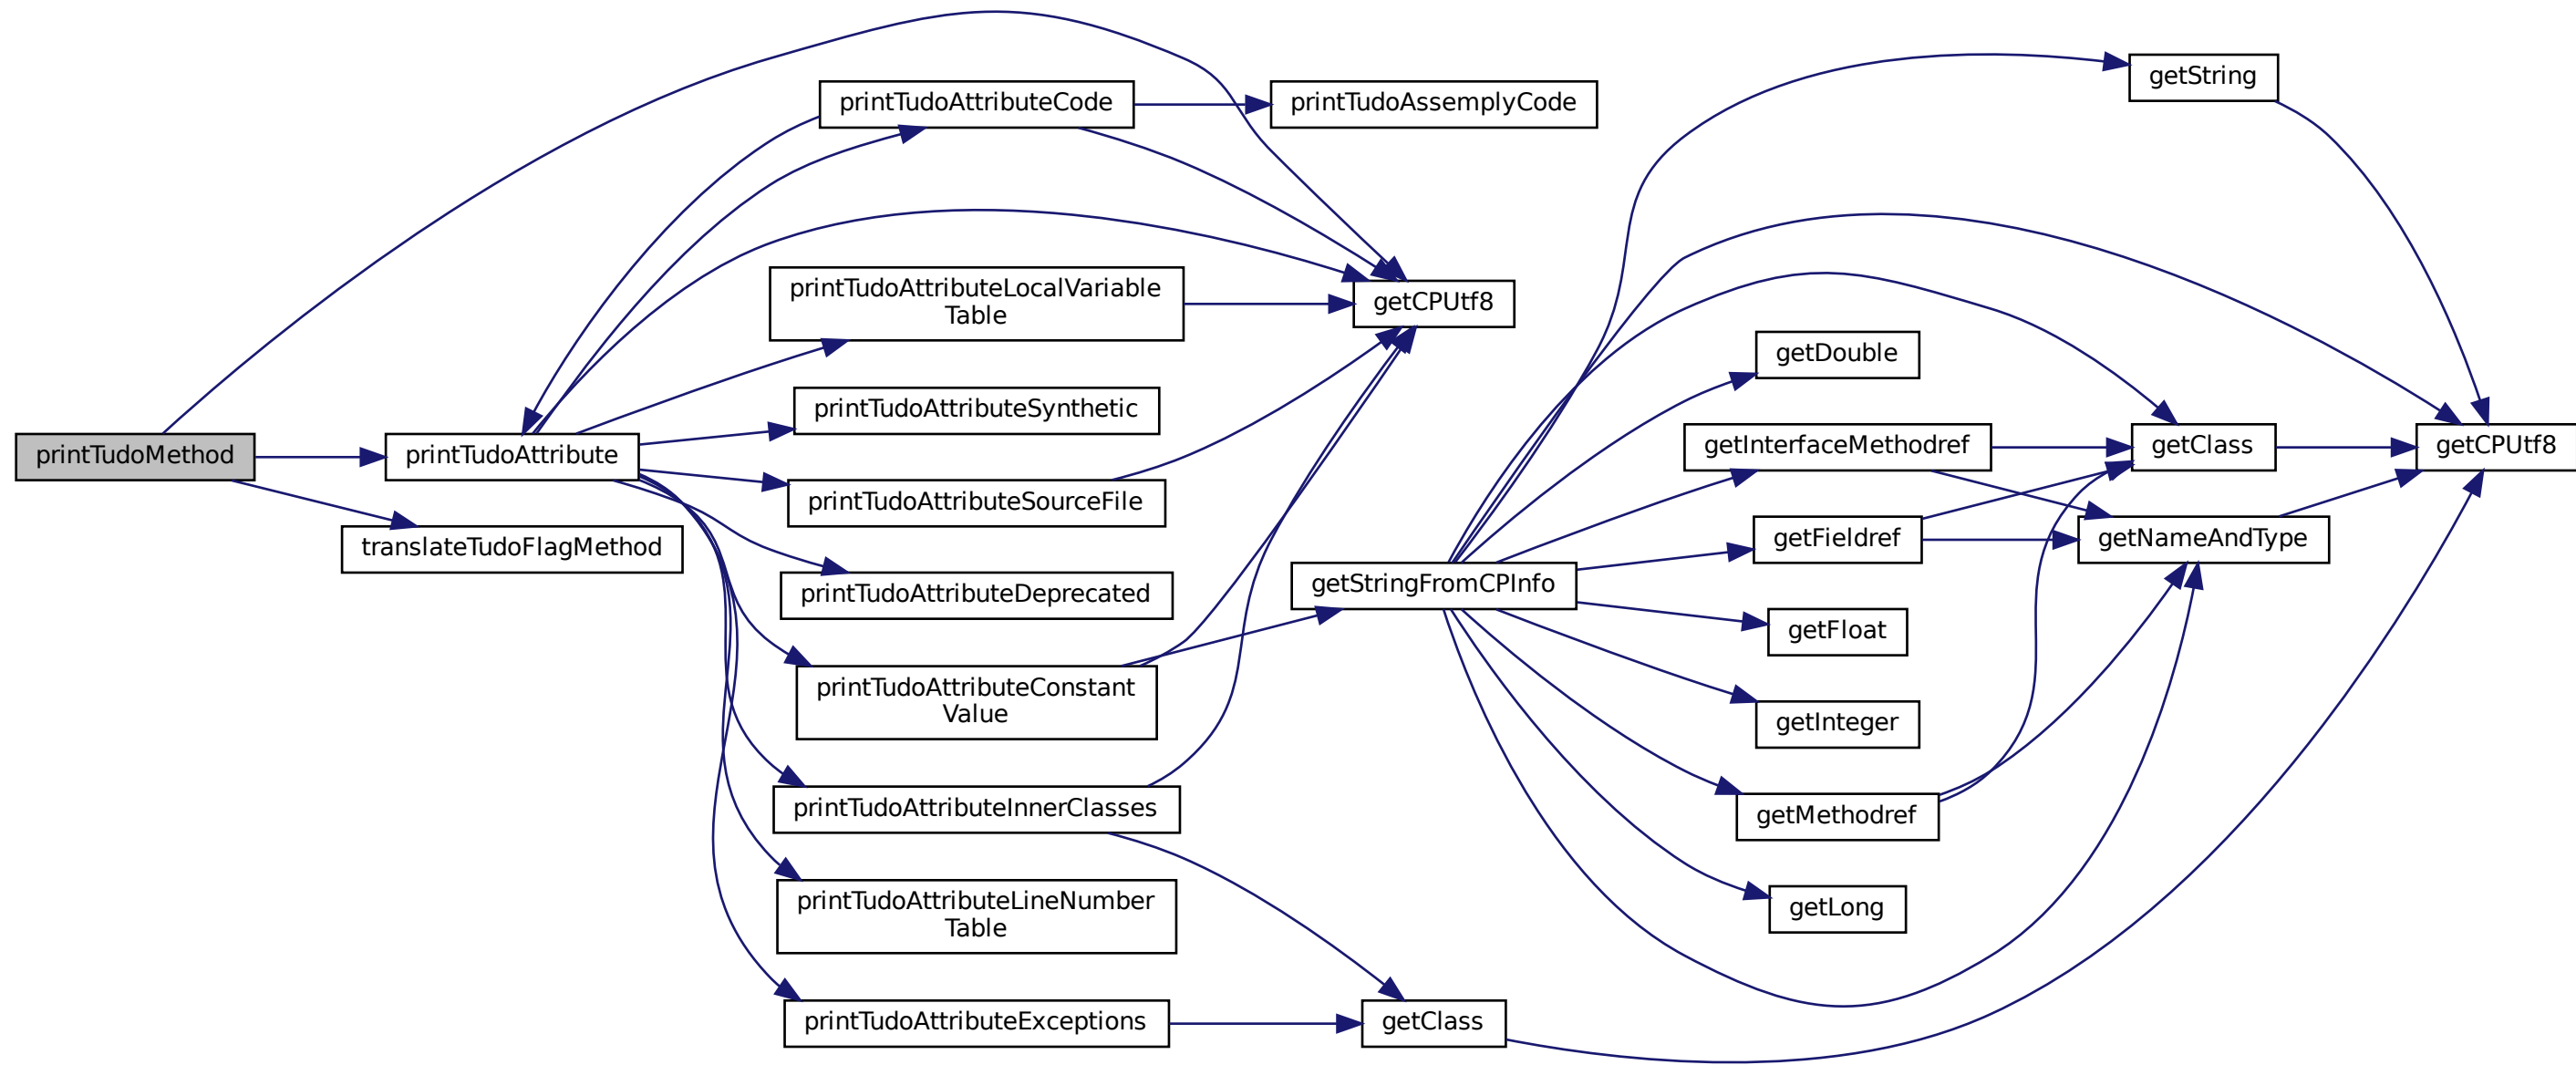 printTudoMethod
printTudoAttribute
translateTudoFlagMethod
printTudoAttributeCode
printTudoAttributeLocalVariable
Table
printTudoAttributeSynthetic
printTudoAttributeSourceFile
printTudoAttributeDeprecated
printTudoAttributeConstant
Value
printTudoAttributeInnerClasses
printTudoAttributeLineNumber
Table
printTudoAttributeExceptions
printTudoAssemplyCode
getCPUtf8
getStringFromCPInfo
getClass
getString
getDouble
getInterfaceMethodref
getFieldref
getFloat
getInteger
getMethodref
getLong
getClass
getNameAndType
getCPUtf8